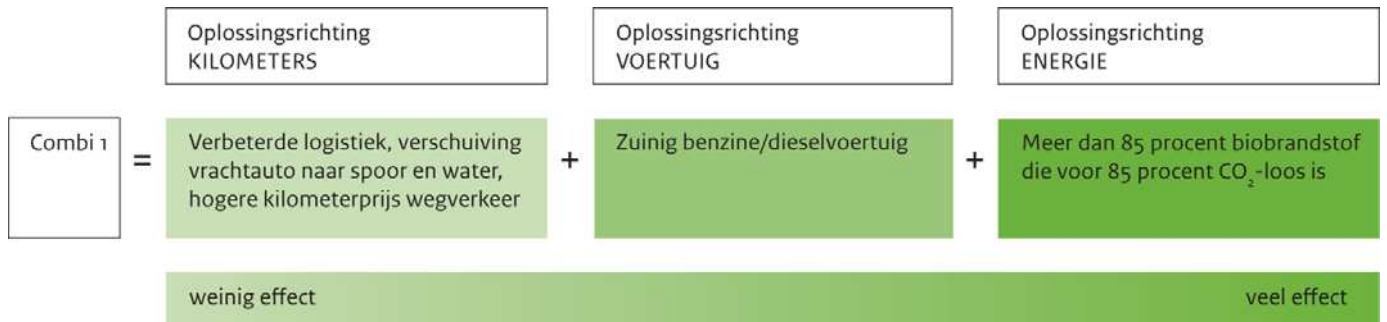 Oplossingsrichting
KILOMETERS
Oplossingsrichting
VOERTUIG
Oplossingsrichting
ENERGIE
Combi 1
=
Verbeterde logistiek, verschuiving
vrachtauto naar spoor en water,
hogere kilometerprijs wegverkeer
+
Zuinig benzine/dieselvoertuig
+
Meer dan 85 procent biobrandstof
die voor 85 procent CO₂-loos is
weinig effect
veel effect